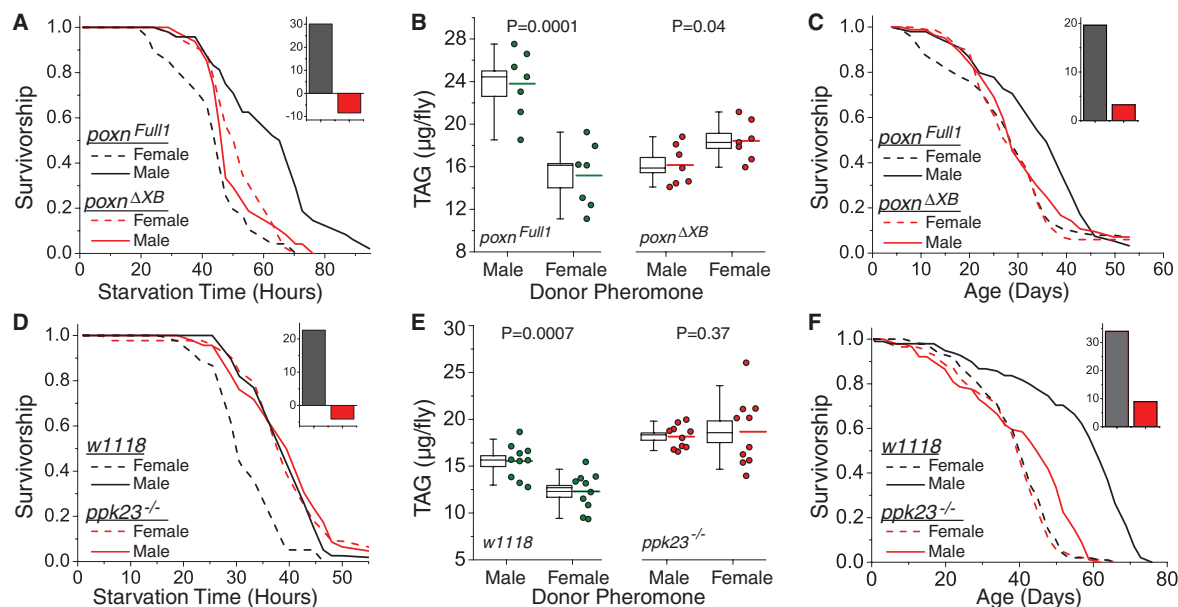 A
Survivorship
1.0
0.8
0.6
0.4
0.2
0.0
poxn Full1
Female
Male
poxn ΔXB
Female
Male
0 20 40 60 80
Starvation Time (Hours)
30
20
10
0
-10
B
P=0.0001 P=0.04
TAG (µg/fly)
28
24
20
16
12
8
poxn Full1 poxn ΔXB
Male Female Male Female
Donor Pheromone
C
Survivorship
1.0
0.8
0.6
0.4
0.2
0.0
poxn Full1
Female
Male
poxn ΔXB
Female
Male
0 10 20 30 40 50 60
Age (Days)
20
10
0
D
Survivorship
1.0
0.8
0.6
0.4
0.2
0.0
w1118
Female
Male
ppk23-/-
Female
Male
0 10 20 30 40 50
Starvation Time (Hours)
20
10
0
E
P=0.0007 P=0.37
TAG (µg/fly)
30
25
20
15
10
5
w1118 ppk23-/-
Male Female Male Female
Donor Pheromone
F
Survivorship
1.0
0.8
0.6
0.4
0.2
0.0
w1118
Female
Male
ppk23-/-
Female
Male
0 20 40 60 80
Age (Days)
30
20
10
0